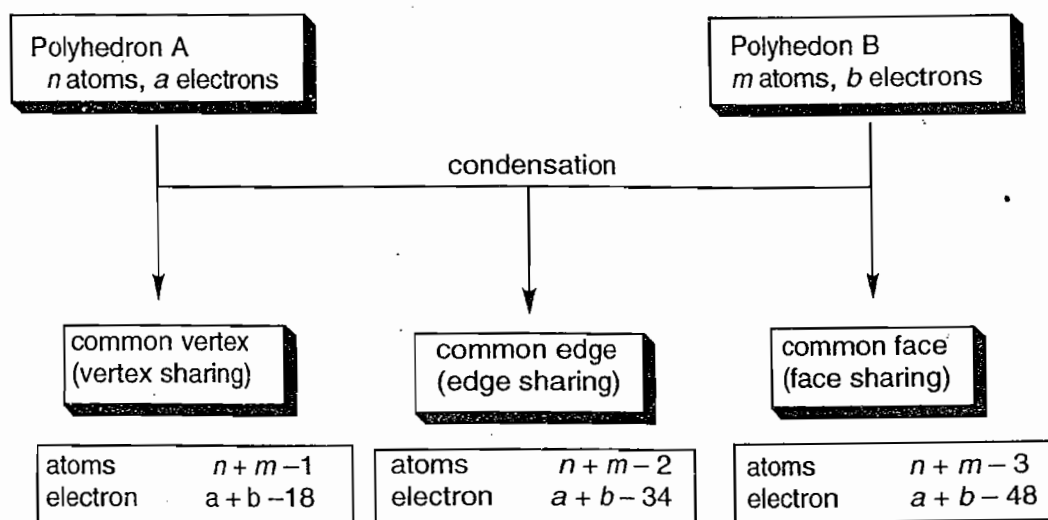 Polyhedron A
n atoms, a electrons
Polyhedon B
m atoms, b electrons
condensation
common vertex
(vertex sharing)
common edge
(edge sharing)
common face
(face sharing)
atoms n + m –1
electron a + b –18
atoms n + m – 2
electron a + b – 34
atoms n + m – 3
electron a + b – 48